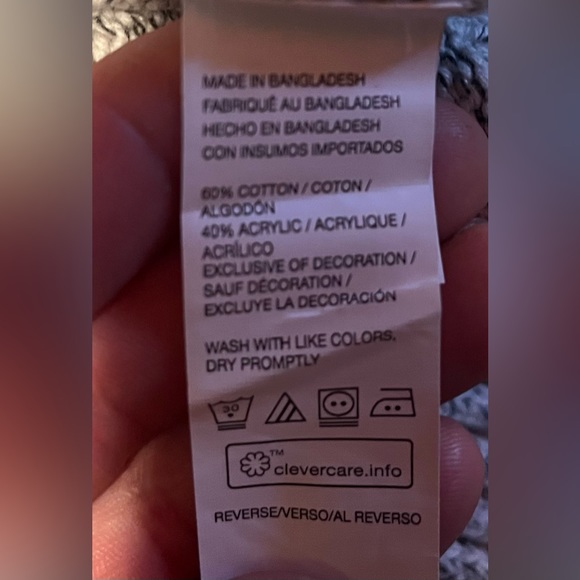 MADE IN BANGLADESH
FABRIQUÉ AU BANGLADESH
HECHO EN BANGLADESH
CON INSUMOS IMPORTADOS
60% COTTON / COTON /
ALGODÓN
40% ACRYLIC / ACRYLIQUE /
ACRÍLICO
EXCLUSIVE OF DECORATION /
SAUF DÉCORATION /
EXCLUYE LA DECORACIÓN
WASH WITH LIKE COLORS.
DRY PROMPTLY
30
TM clevercare.info
REVERSE/VERSO/AL REVERSO